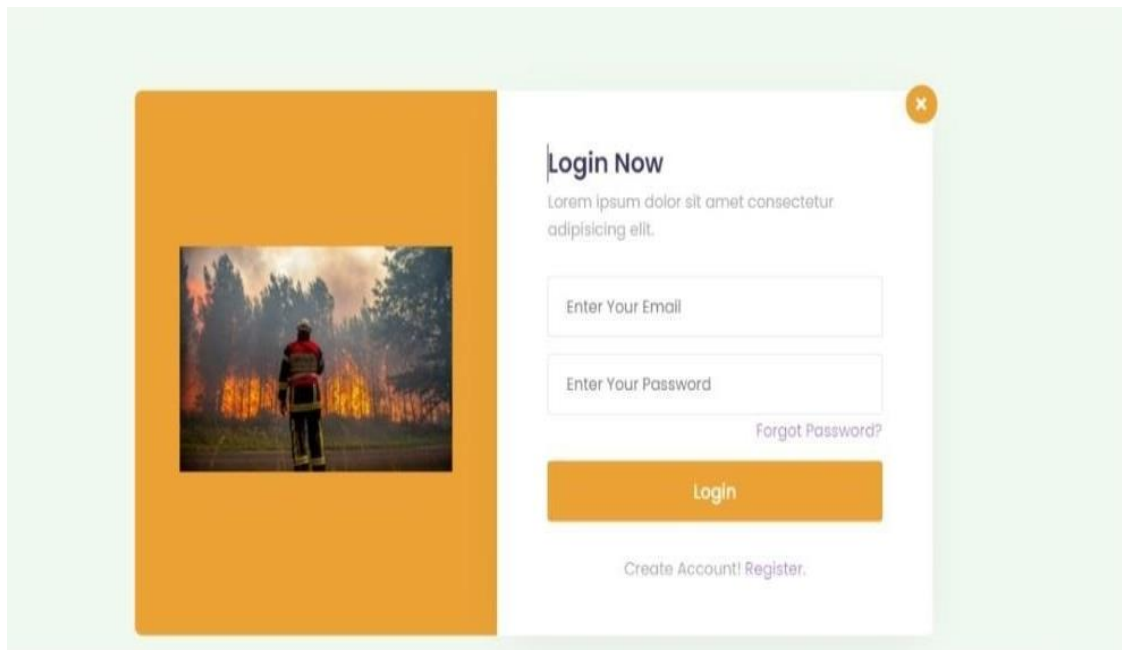 Login Now
Lorem ipsum dolor sit amet consectetur
adipisicing elit.
Enter Your Email
Enter Your Password
Forgot Password?
Login
Create Account! Register.